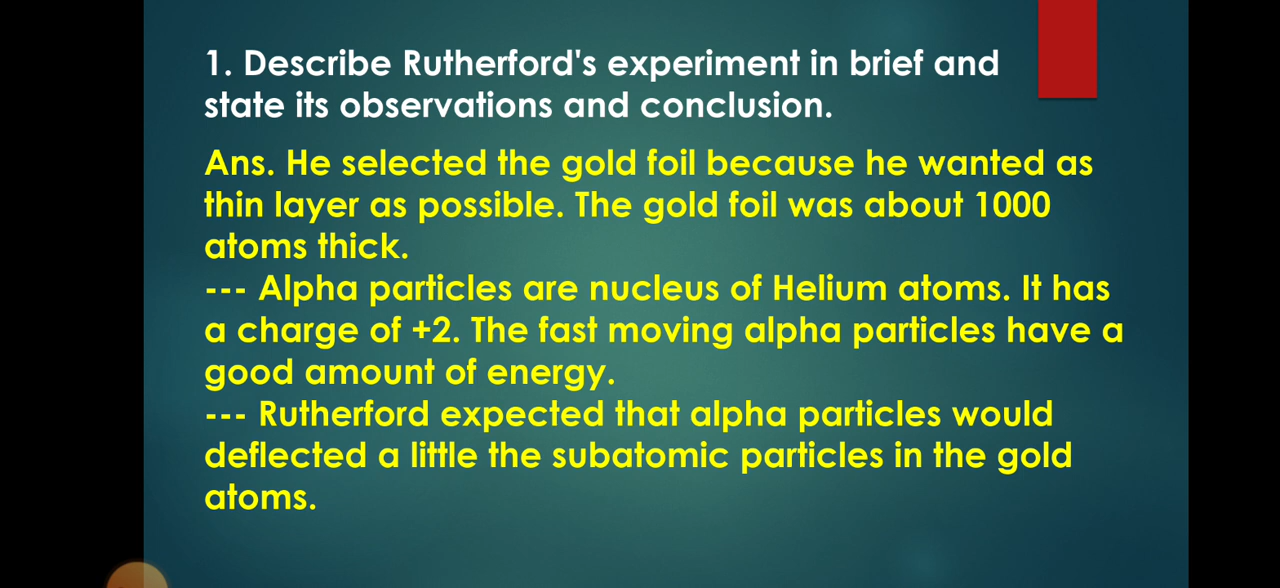 1. Describe Rutherford's experiment in brief and
state its observations and conclusion.
Ans. He selected the gold foil because he wanted as
thin layer as possible. The gold foil was about 1000
atoms thick.
--- Alpha particles are nucleus of Helium atoms. It has
a charge of +2. The fast moving alpha particles have a
good amount of energy.
--- Rutherford expected that alpha particles would
deflected a little the subatomic particles in the gold
atoms.